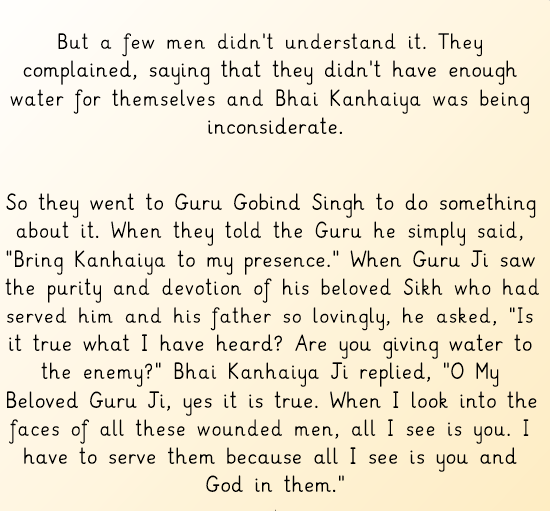 But a few men didn't understand it. They
complained, saying that they didn't have enough
water for themselves and Bhai Kanhaiya was being
inconsiderate.
So they went to Guru Gobind Singh to do something
about it. When they told the Guru he simply said,
"Bring Kanhaiya to my presence." When Guru Ji saw
the purity and devotion of his beloved Sikh who had
served him and his father so lovingly, he asked, "Is
it true what I have heard? Are you giving water to
the enemy?" Bhai Kanhaiya Ji replied, "O My
Beloved Guru Ji, yes it is true. When I look into the
faces of all these wounded men, all I see is you. I
have to serve them because all I see is you and
God in them."